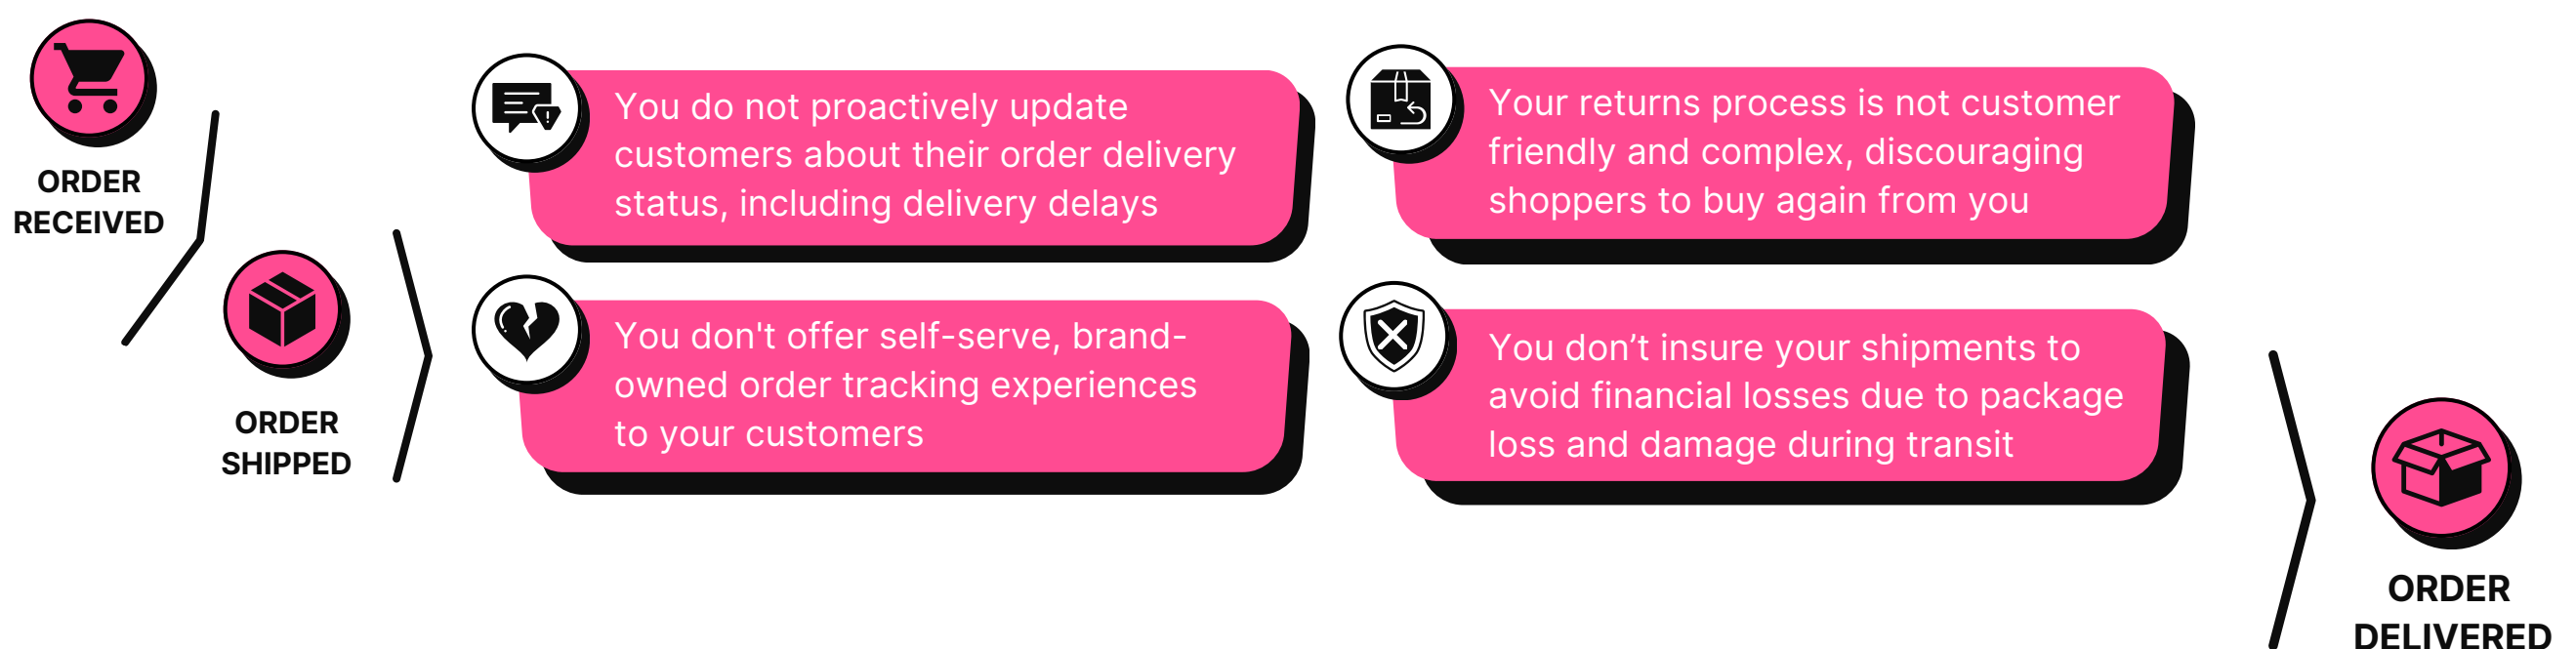 ORDER
RECEIVED
ORDER
SHIPPED
You do not proactively update
customers about their order delivery
status, including delivery delays
You don't offer self-serve, brand-
owned order tracking experiences
to your customers
Your returns process is not customer
friendly and complex, discouraging
shoppers to buy again from you
You don’t insure your shipments to
avoid financial losses due to package
loss and damage during transit
ORDER
DELIVERED